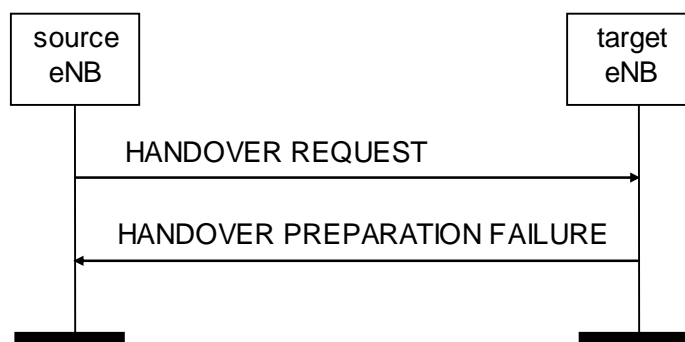 source
eNB
target
eNB
HANDOVER REQUEST
HANDOVER PREPARATION FAILURE